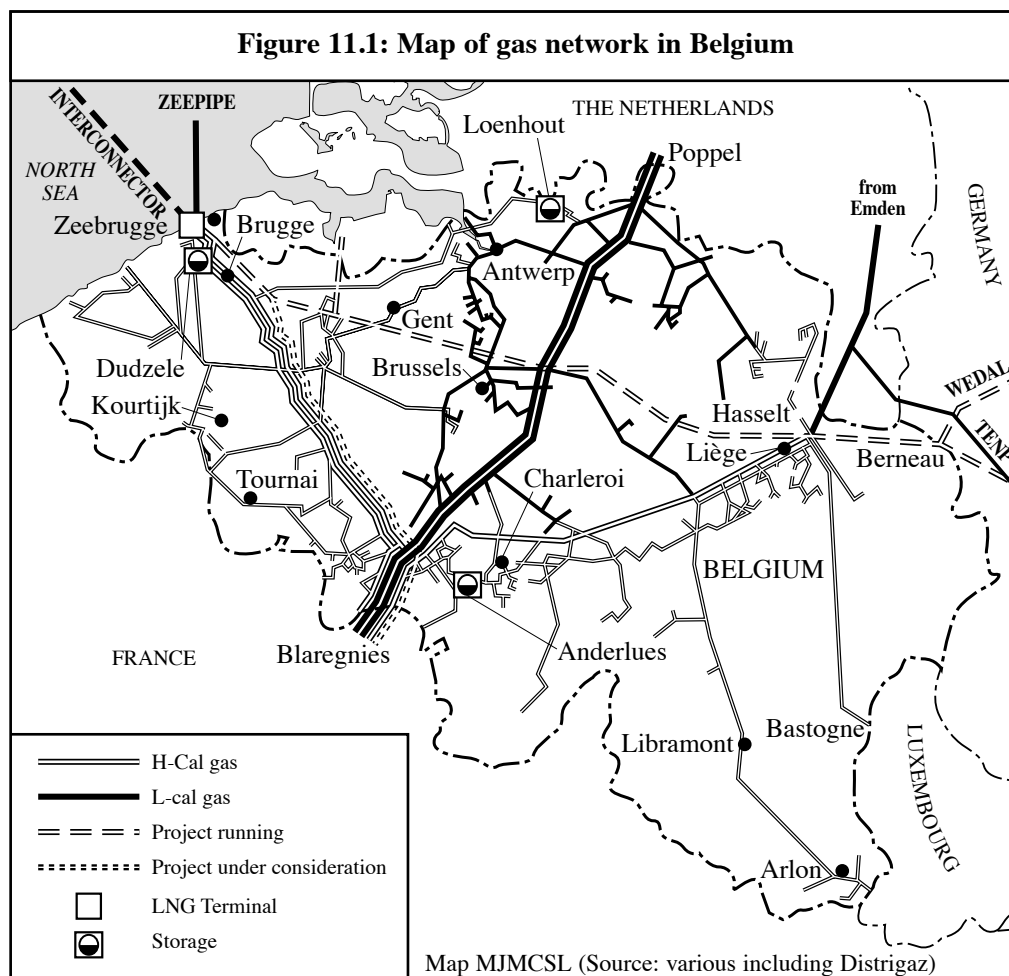 Figure 11.1: Map of gas network in Belgium
INTERCONNECTOR
ZEEPIPE
THE NETHERLANDS
Loenhout
Poppel
NORTH
SEA
from
Emden
GERMANY
Zeebrugge
Brugge
Antwerp
Gent
Dudzele
Brussels
WEDAL
Kourtijk
Hasselt
TENP
Liège
Berneau
Tournai
Charleroi
BELGIUM
FRANCE
Blaregnies
Anderlues
Libramont
Bastogne
LUXEMBOURG
Arlon
H-Cal gas
L-cal gas
Project running
Project under consideration
LNG Terminal
Storage
Map MJMCSL (Source: various including Distrigaz)